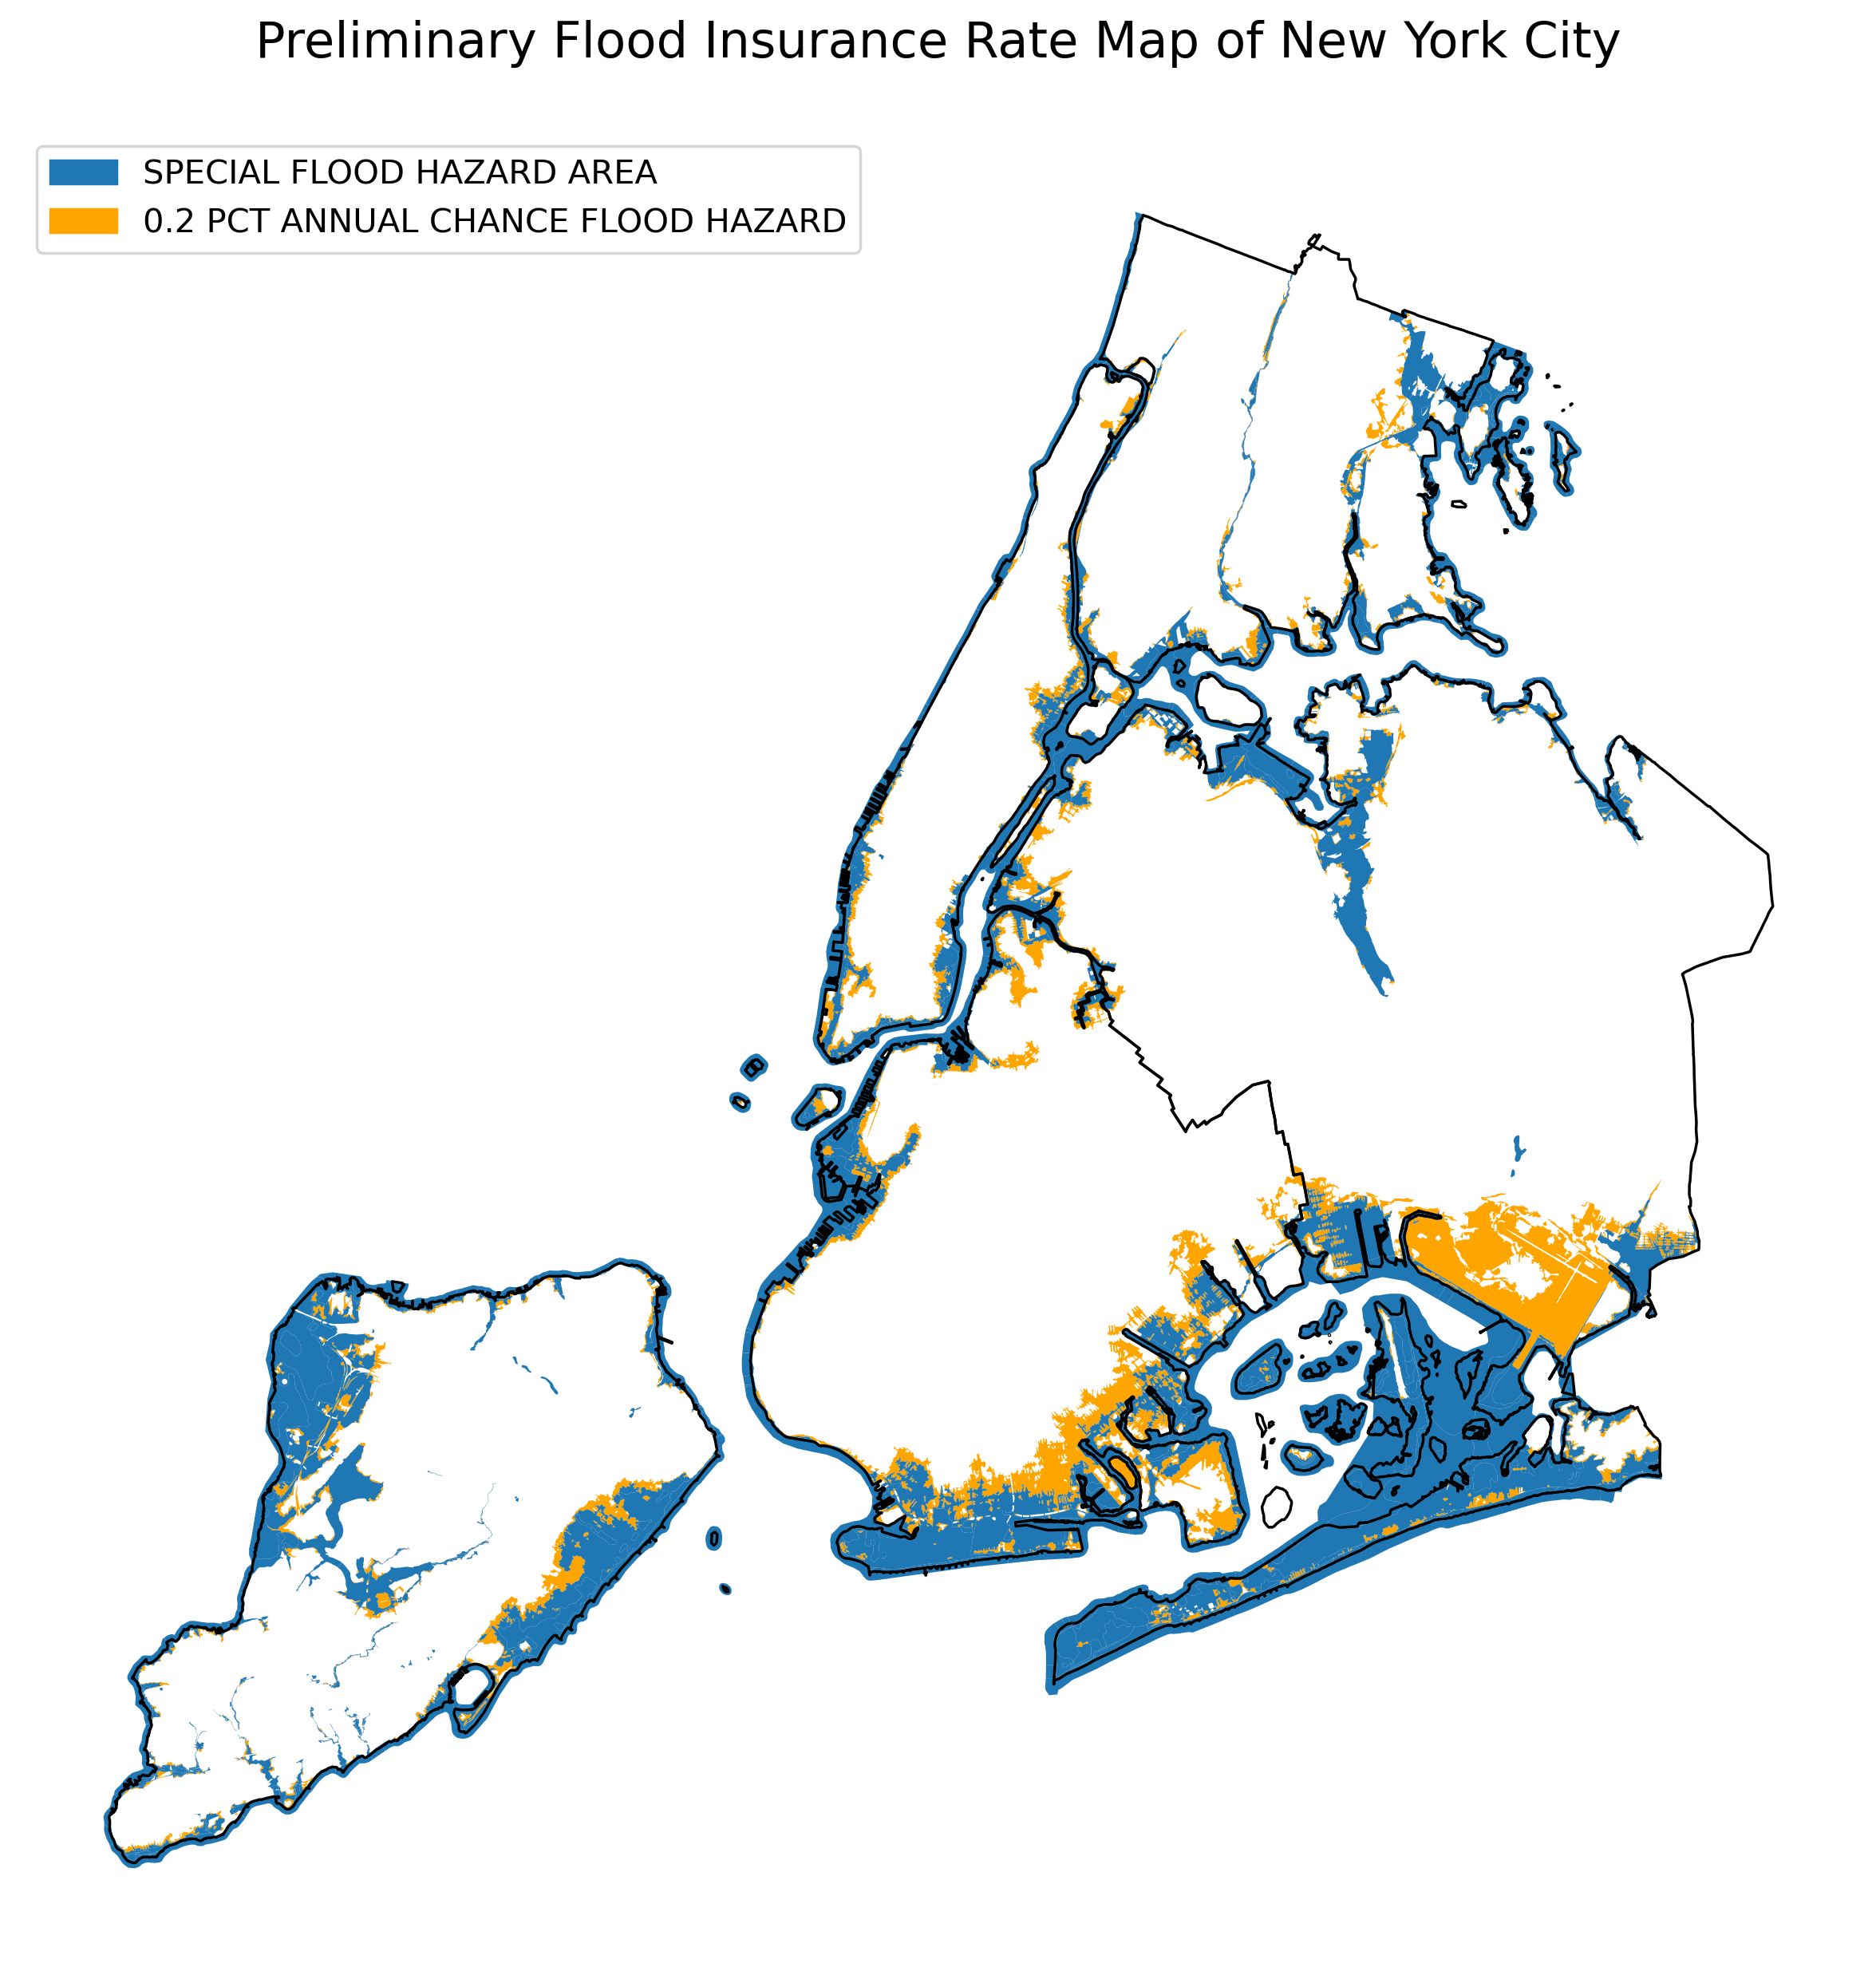 Preliminary Flood Insurance Rate Map of New York City
SPECIAL FLOOD HAZARD AREA
0.2 PCT ANNUAL CHANCE FLOOD HAZARD